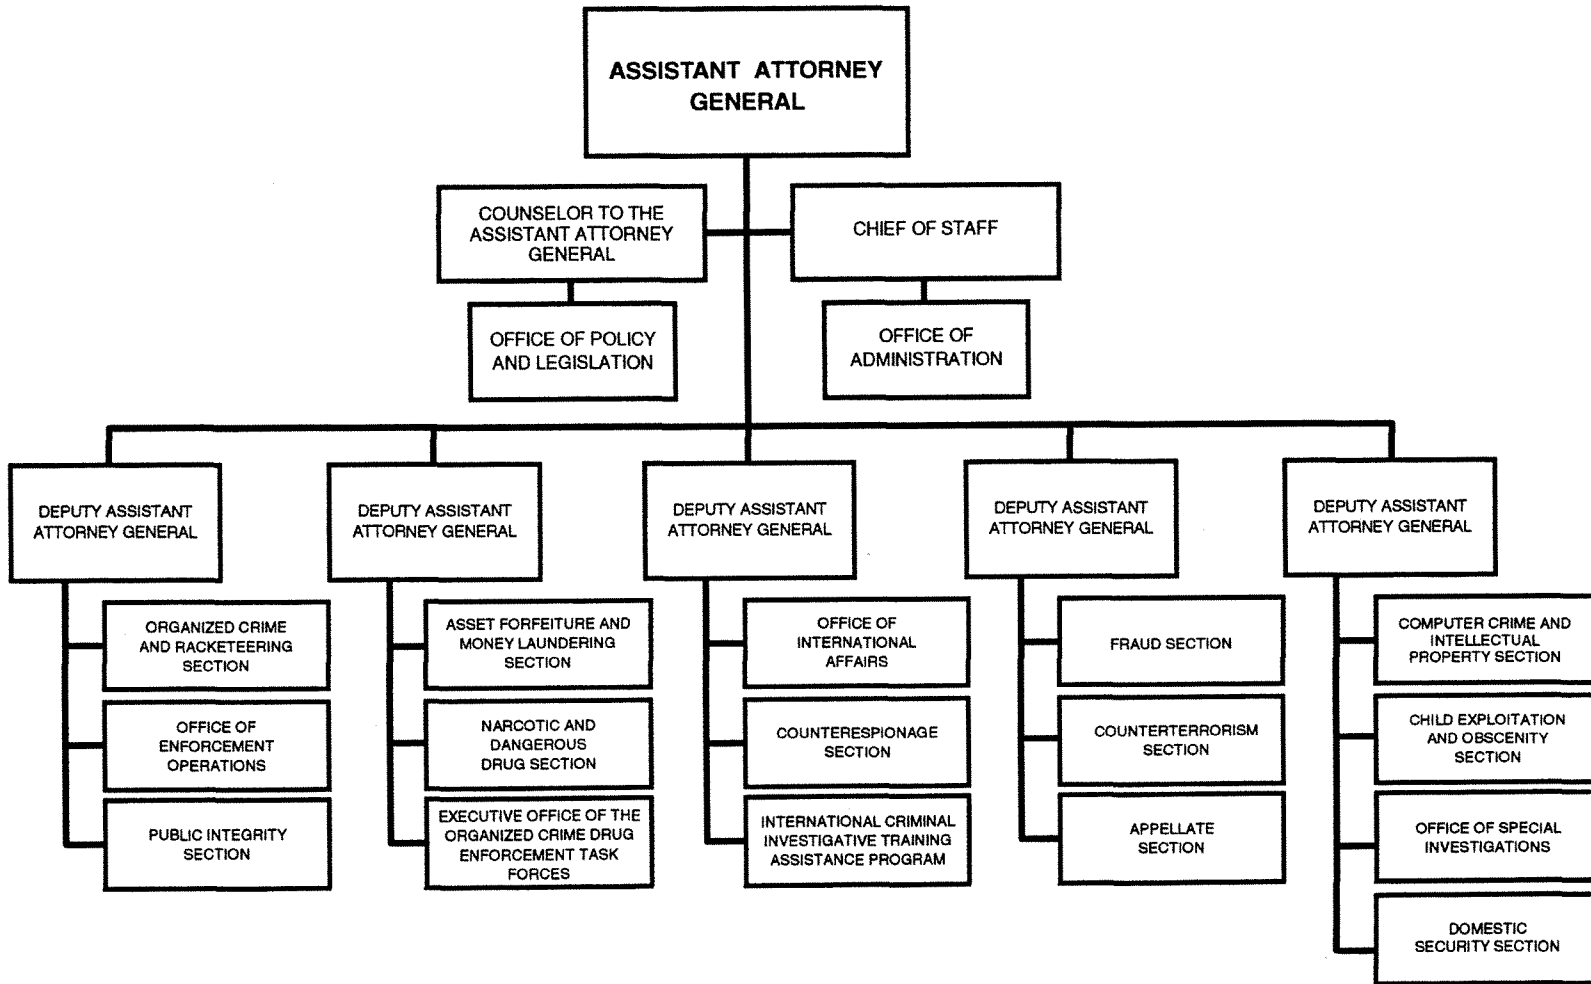 ASSISTANT ATTORNEY
GENERAL
COUNSELOR TO THE
ASSISTANT ATTORNEY
GENERAL
CHIEF OF STAFF
OFFICE OF POLICY
AND LEGISLATION
OFFICE OF
ADMINISTRATION
DEPUTY ASSISTANT
ATTORNEY GENERAL
DEPUTY ASSISTANT
ATTORNEY GENERAL
DEPUTY ASSISTANT
ATTORNEY GENERAL
DEPUTY ASSISTANT
ATTORNEY GENERAL
DEPUTY ASSISTANT
ATTORNEY GENERAL
ORGANIZED CRIME
AND RACKETEERING
SECTION
OFFICE OF
ENFORCEMENT
OPERATIONS
PUBLIC INTEGRITY
SECTION
ASSET FORFEITURE AND
MONEY LAUNDERING
SECTION
NARCOTIC AND
DANGEROUS
DRUG SECTION
EXECUTIVE OFFICE OF THE
ORGANIZED CRIME DRUG
ENFORCEMENT TASK
FORCES
OFFICE OF
INTERNATIONAL
AFFAIRS
COUNTERESPIONAGE
SECTION
INTERNATIONAL CRIMINAL
INVESTIGATIVE TRAINING
ASSISTANCE PROGRAM
FRAUD SECTION
COUNTERTERRORISM
SECTION
APPELLATE
SECTION
COMPUTER CRIME AND
INTELLECTUAL
PROPERTY SECTION
CHILD EXPLOITATION
AND OBSCENITY
SECTION
OFFICE OF SPECIAL
INVESTIGATIONS
DOMESTIC
SECURITY SECTION